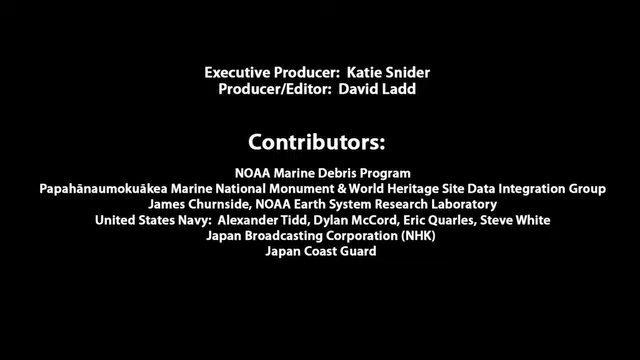 Executive Producer: Katie Snider
Producer/Editor: David Ladd
Contributors:
NOAA Marine Debris Program
Papahānaumokuākea Marine National Monument & World Heritage Site Data Integration Group
James Churnside, NOAA Earth System Research Laboratory
United States Navy: Alexander Tidd, Dylan McCord, Eric Quarles, Steve White
Japan Broadcasting Corporation (NHK)
Japan Coast Guard